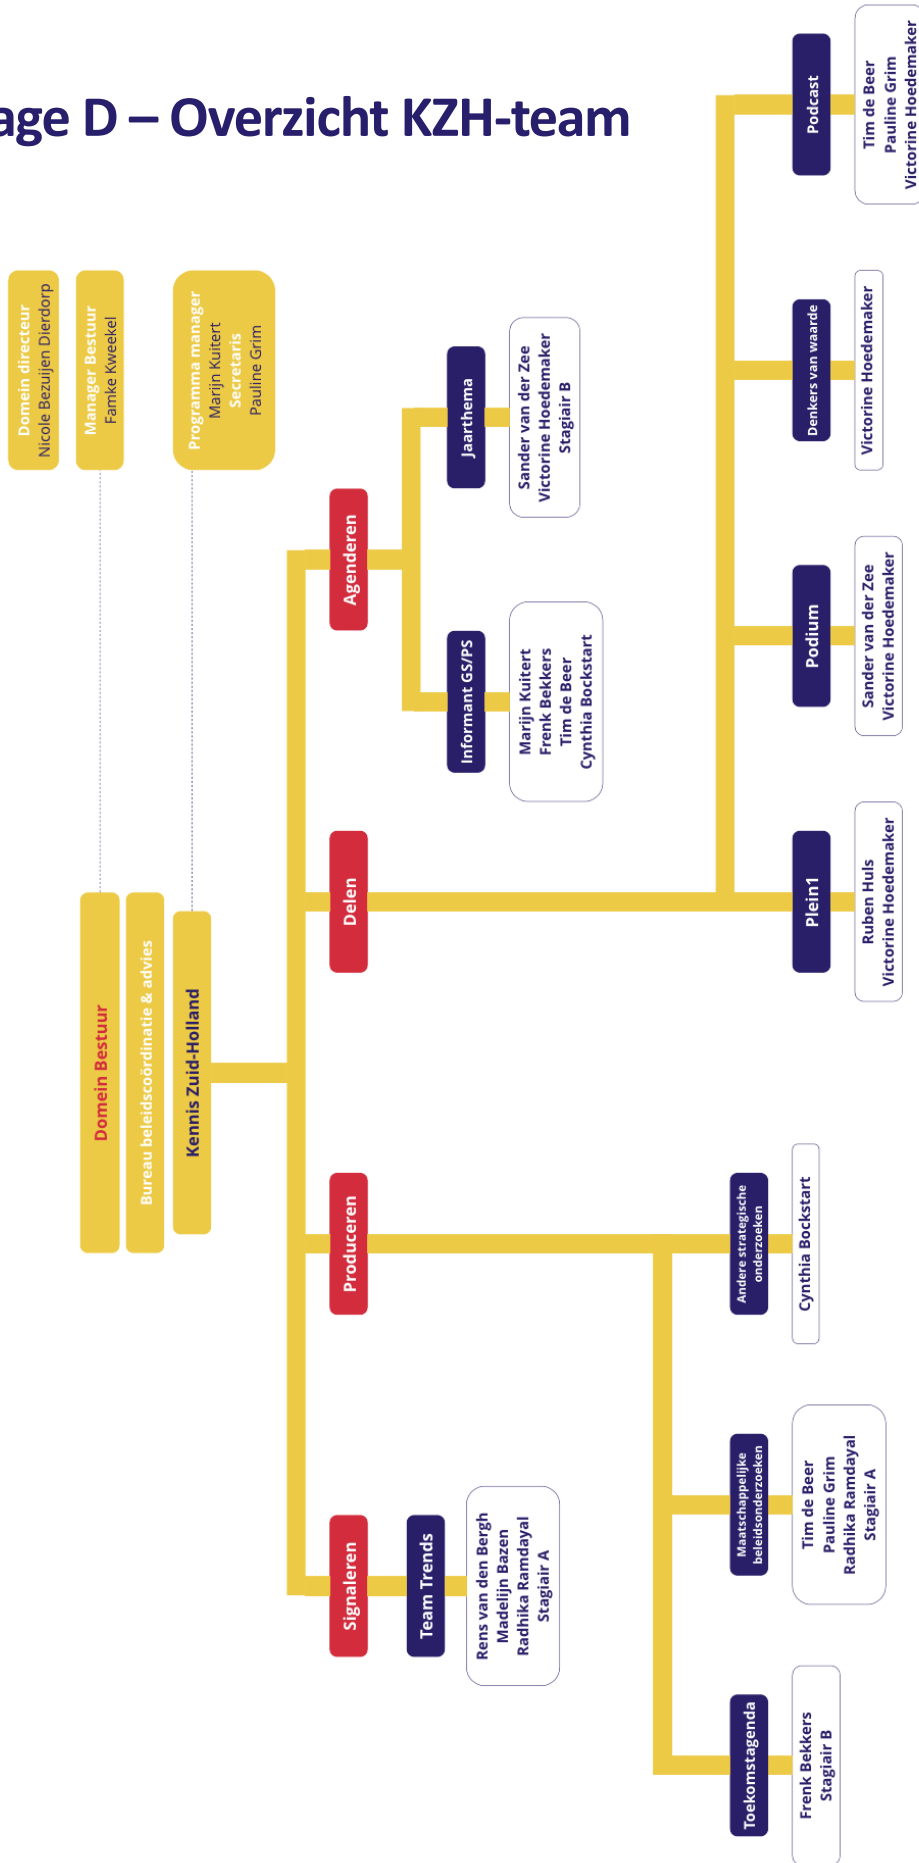 age D – Overzicht KZH-team
Domein directeur
Nicole Bezuijen Dierdorp
Manager Bestuur
Famke Kweekel
Programma manager
Marijn Kuitert
Secretaris
Pauline Grim
Domein Bestuur
Bureau beleidscoördinatie & advies
Kennis Zuid-Holland
Signaleren
Team Trends
Rens van den Bergh
Madelijn Bazen
Radhika Ramdayal
Stagiair A
Produceren
Toekomstagenda
Frenk Bekkers
Stagiair B
Maatschappelijke
beleidsonderzoeken
Tim de Beer
Pauline Grim
Radhika Ramdayal
Stagiair A
Andere strategische
onderzoeken
Cynthia Bockstart
Delen
Plein1
Ruben Huls
Victorine Hoedemaker
Podium
Sander van der Zee
Victorine Hoedemaker
Denkers van waarde
Victorine Hoedemaker
Podcast
Tim de Beer
Pauline Grim
Victorine Hoedemaker
Agenderen
Informant GS/PS
Marijn Kuitert
Frenk Bekkers
Tim de Beer
Cynthia Bockstart
Jaarthema
Sander van der Zee
Victorine Hoedemaker
Stagiair B